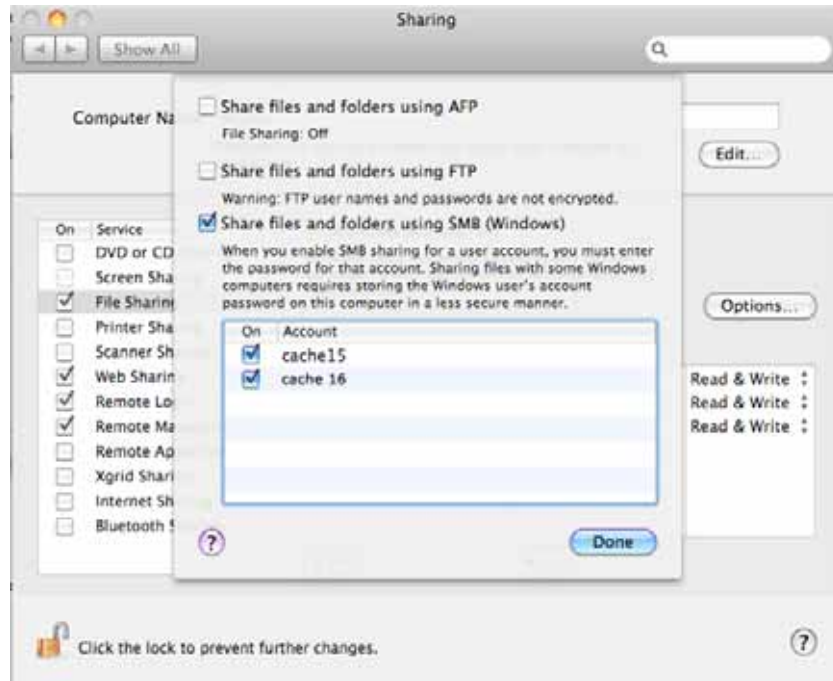 Sharing
Show All
Share files and folders using AFP
File Sharing: Off
Share files and folders using FTP
Warning: FTP user names and passwords are not encrypted.
Share files and folders using SMB (Windows)
When you enable SMB sharing for a user account, you must enter
the password for that account. Sharing files with some Windows
computers requires storing the Windows user's account
password on this computer in a less secure manner.
On Account
cache15
cache 16
?
Done
Computer Na
Edit...
On Service
DVD or CD
Screen Sha
File Sharing
Printer Sha
Scanner Sh
Web Sharin
Remote Lo
Remote Ma
Remote Ap
Xgrid Shari
Internet Sh
Bluetooth S
Options...
Read & Write
Read & Write
Read & Write
Click the lock to prevent further changes.
?